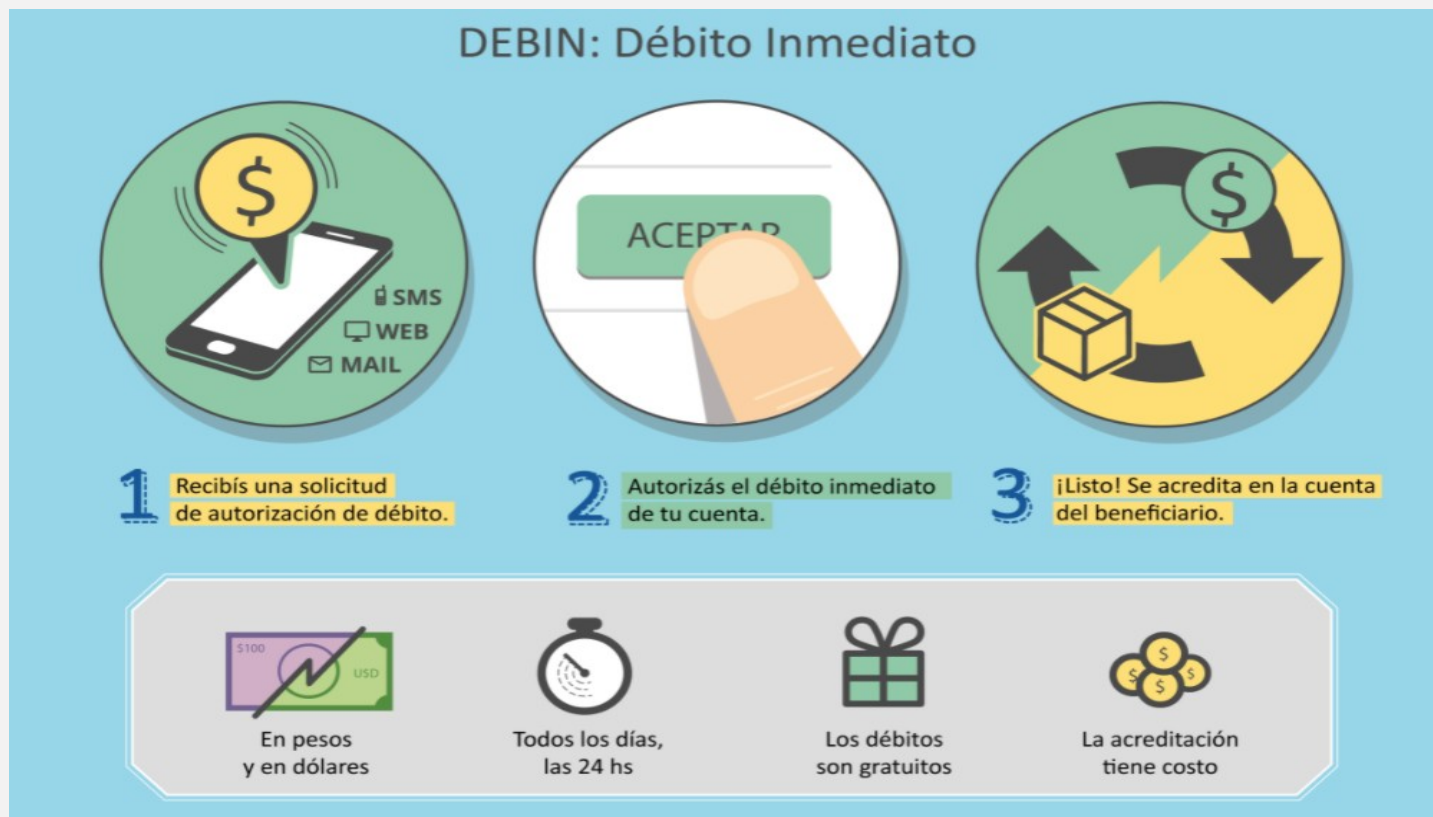 DEBIN: Débito Inmediato
$
SMS
WEB
MAIL
ACEPTAR
$
1
Recibís una solicitud
de autorización de débito.
2
Autorizás el débito inmediato
de tu cuenta.
3
¡Listo! Se acredita en la cuenta
del beneficiario.
$100
USD
En pesos
y en dólares
Todos los días,
las 24 hs
Los débitos
son gratuitos
$
$
$
$
La acreditación
tiene costo